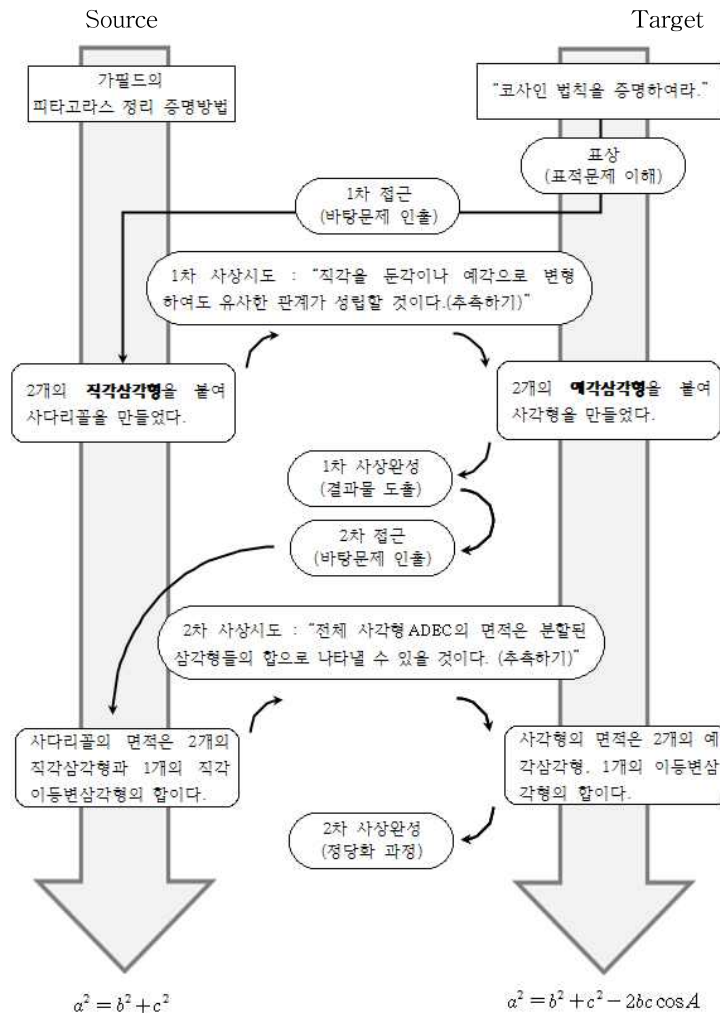 Source
Target
가필드의
피타고라스 정리 증명방법
“코사인 법칙을 증명하여라.”
표상
(표적문제 이해)
1차 접근
(바탕문제 인출)
1차 사상시도 : “직각을 둔각이나 예각으로 변형
하여도 유사한 관계가 성립할 것이다.(추측하기)”
2개의 직각삼각형을 붙여
사다리꼴을 만들었다.
2개의 예각삼각형을 붙여
사각형을 만들었다.
1차 사상완성
(결과물 도출)
2차 접근
(바탕문제 인출)
2차 사상시도 : “전체 사각형ADEC의 면적은 분할된
삼각형들의 합으로 나타낼 수 있을 것이다. (추측하기)”
사다리꼴의 면적은 2개의
직각삼각형과 1개의 직각
이등변삼각형의 합이다.
사각형의 면적은 2개의 예
각삼각형, 1개의 이등변삼
각형의 합이다.
2차 사상완성
(정당화 과정)
a² = b² + c²
a² = b² + c² − 2bc cos A